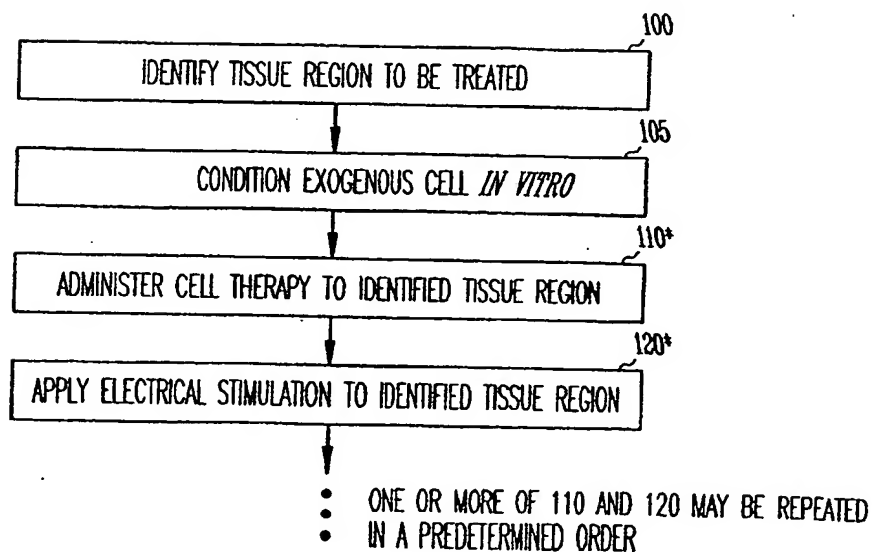 100
IDENTIFY TISSUE REGION TO BE TREATED
105
CONDITION EXOGENOUS CELL IN VITRO
110*
ADMINISTER CELL THERAPY TO IDENTIFIED TISSUE REGION
120*
APPLY ELECTRICAL STIMULATION TO IDENTIFIED TISSUE REGION
ONE OR MORE OF 110 AND 120 MAY BE REPEATED
IN A PREDETERMINED ORDER